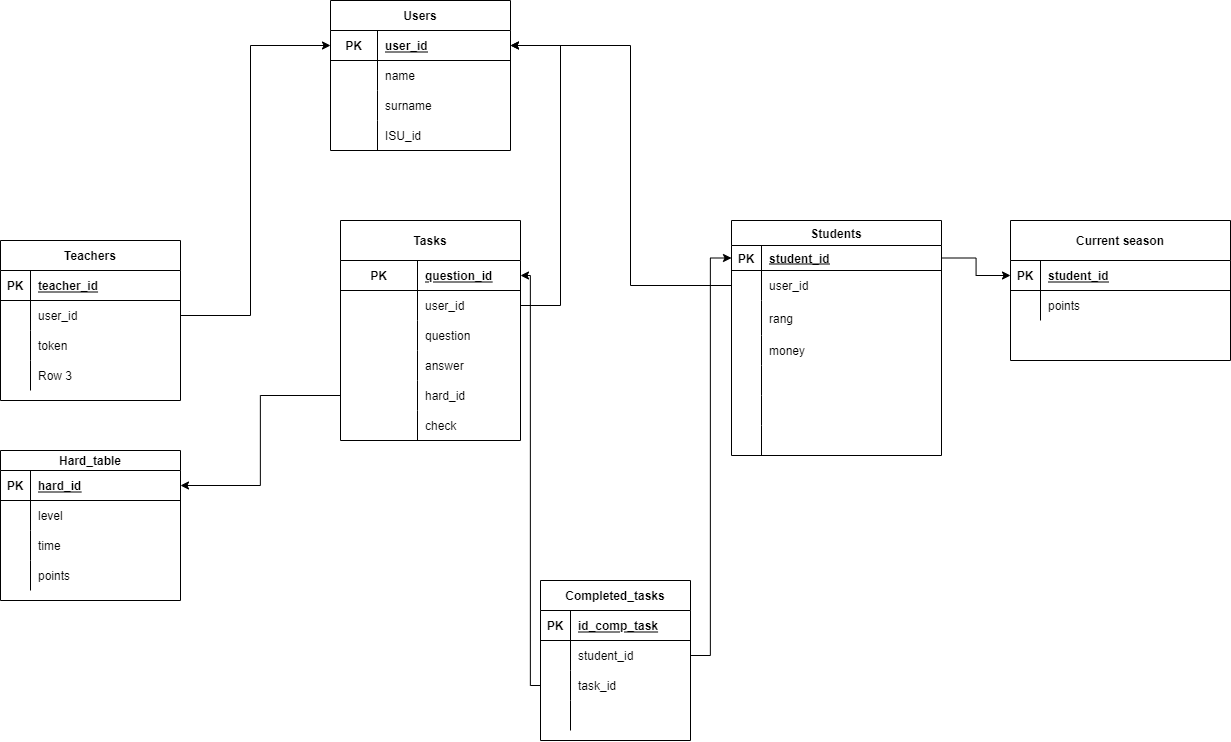 Users
PK user_id
name
surname
ISU_id
Teachers
PK teacher_id
user_id
token
Row 3
Tasks
PK question_id
user_id
question
answer
hard_id
check
Students
PK student_id
user_id
rang
money
Current season
PK student_id
points
Hard_table
PK hard_id
level
time
points
Completed_tasks
PK id_comp_task
student_id
task_id